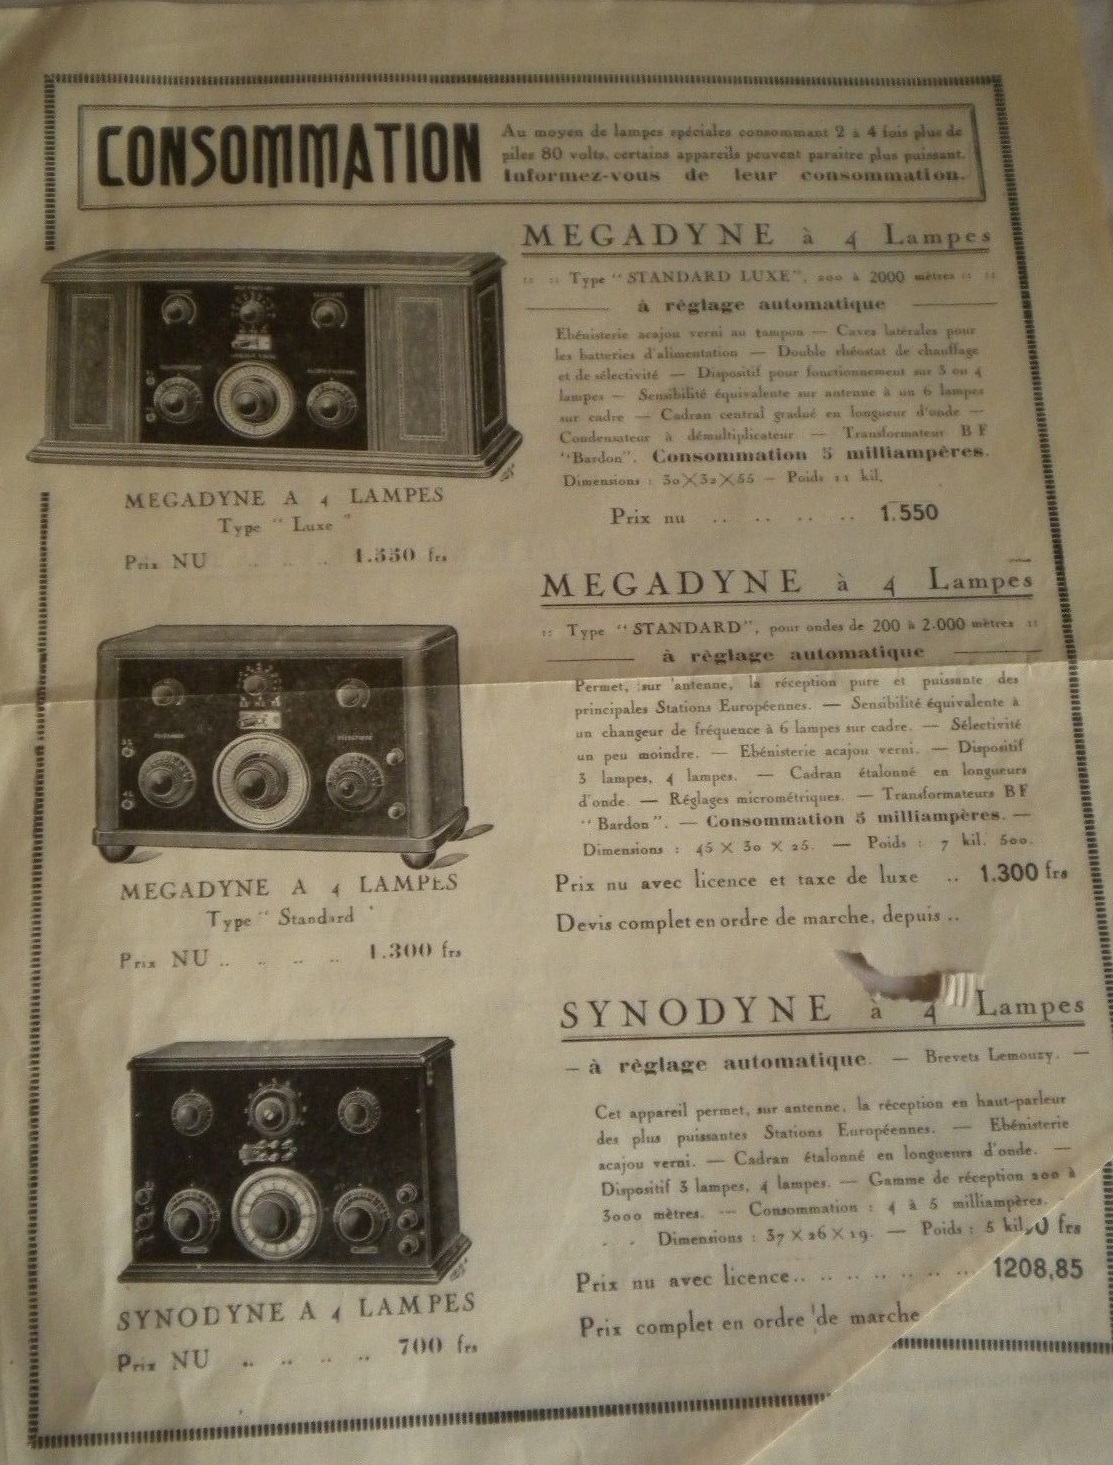 CONSOMMATION
Au moyen de lampes spéciales consommant 2 à 4 fois plus de
piles 80 volts, certains appareils peuvent paraître plus puissant.
Informez-vous de leur consommation.
MEGADYNE à 4 Lampes
:: :: Type "STANDARD LUXE", 200 à 2000 mètres :: ::
à réglage automatique
Ebénisterie acajou verni au tampon — Caves latérales pour
les batteries d'alimentation — Double rhéostat de chauffage
et de sélectivité — Dispositif pour fonctionnement sur 3 ou 4
lampes — Sensibilité équivalente sur antenne à un 6 lampes
sur cadre — Cadran central gradué en longueur d'onde —
Condensateur à démultiplicateur — Transformateur BF
"Bardon". Consommation 5 milliampères.
Dimensions : 30×32×55 — Poids 11 kil.
Prix nu .. .. .. .. 1.550
MEGADYNE A 4 LAMPES
Type "Luxe"
Prix NU .. .. .. 1.550 frs
MEGADYNE à 4 Lampes
:: Type "STANDARD", pour ondes de 200 à 2.000 mètres ::
à réglage automatique
Permet, sur antenne, la réception pure et puissante des
principales Stations Européennes. — Sensibilité équivalente à
un changeur de fréquence à 6 lampes sur cadre. — Sélectivité
un peu moindre. — Ebénisterie acajou verni. — Dispositif
3 lampes, 4 lampes. — Cadran étalonné en longueurs
d'onde. — Réglages micrométriques. — Transformateurs BF
"Bardon". — Consommation 5 milliampères. —
Dimensions : 45 × 30 × 25. — Poids : 7 kil. 500.
Prix nu avec licence et taxe de luxe .. 1.300 frs
Devis complet en ordre de marche, depuis ..
MEGADYNE A 4 LAMPES
Type "Standard"
Prix NU .. .. .. .. 1.300 frs
SYNODYNE à 4 Lampes
— à réglage automatique. — Brevets Lemouzy. —
Cet appareil permet, sur antenne, la réception en haut-parleur
des plus puissantes Stations Européennes. — Ebénisterie
acajou verni. — Cadran étalonné en longueurs d'onde. —
Dispositif 3 lampes, 4 lampes. — Gamme de réception 200 à
3000 mètres. — Consommation : 4 à 5 milliampères.
Dimensions : 37×26×19. — Poids : 5 kil.
0 frs
Prix nu avec licence.. .. .. .. .. .. .. 1208,85
Prix complet en ordre de marche
SYNODYNE A 4 LAMPES
Prix NU .. .. .. .. 700 frs